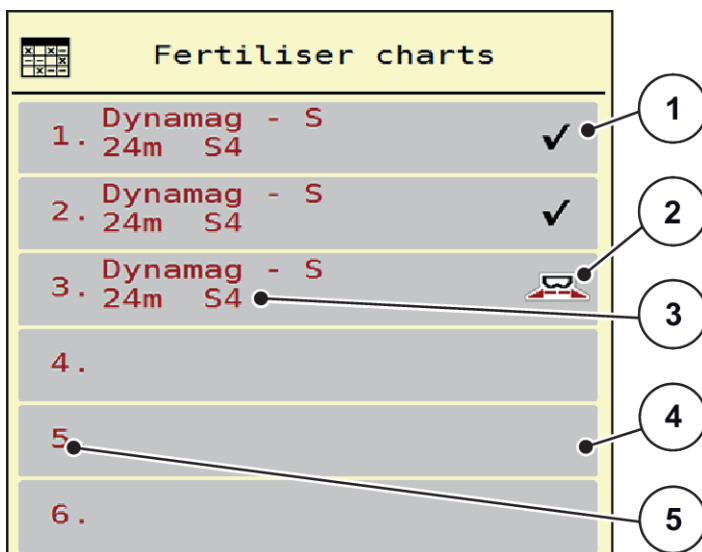 Fertiliser charts
1. Dynamag - S
24m S4
1
2. Dynamag - S
24m S4
2
3. Dynamag - S
24m S4
3
4.
5.
4
6.
5